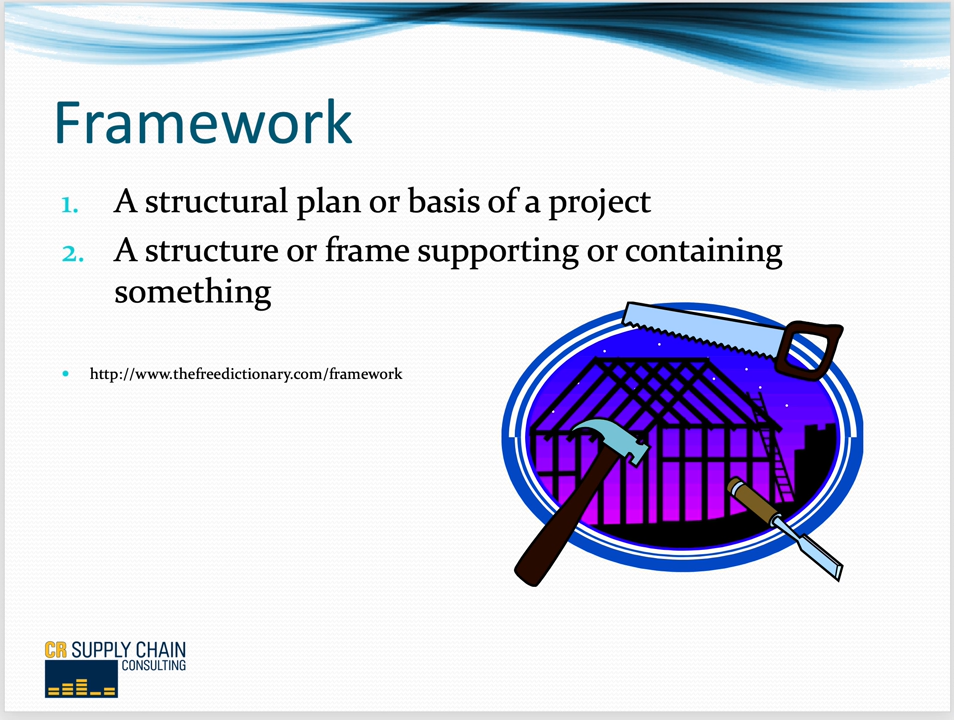 Framework
1. A structural plan or basis of a project
2. A structure or frame supporting or containing
something
• http://www.thefreedictionary.com/framework
CR SUPPLY CHAIN
CONSULTING